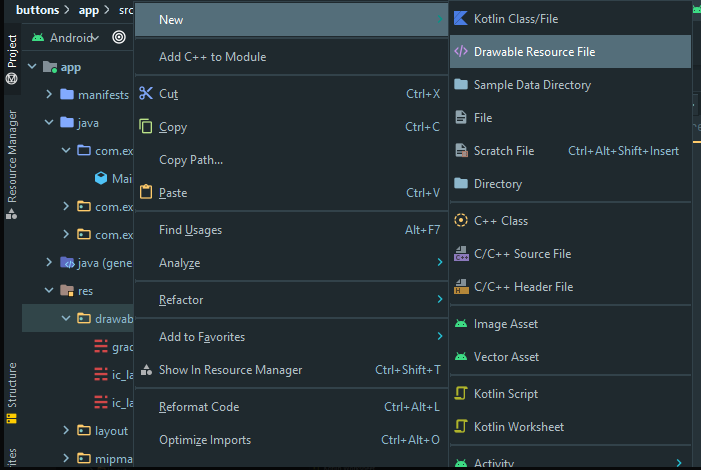 buttons > app > src
Project
Resource Manager
Structure
Android
app
manifests
java
com.ex
Mai
com.ex
com.ex
java (gene
res
drawab
grac
ic_la
ic_la
layout
mipma
New
Add C++ to Module
Cut Ctrl+X
Copy Ctrl+C
Copy Path...
Paste Ctrl+V
Find Usages Alt+F7
Analyze
Refactor
Add to Favorites
Show In Resource Manager Ctrl+Shift+T
Reformat Code Ctrl+Alt+L
Optimize Imports Ctrl+Alt+O
Kotlin Class/File
Drawable Resource File
Sample Data Directory
File
Scratch File Ctrl+Alt+Shift+Insert
Directory
C++ Class
C/C++ Source File
C/C++ Header File
Image Asset
Vector Asset
Kotlin Script
Kotlin Worksheet
Activity